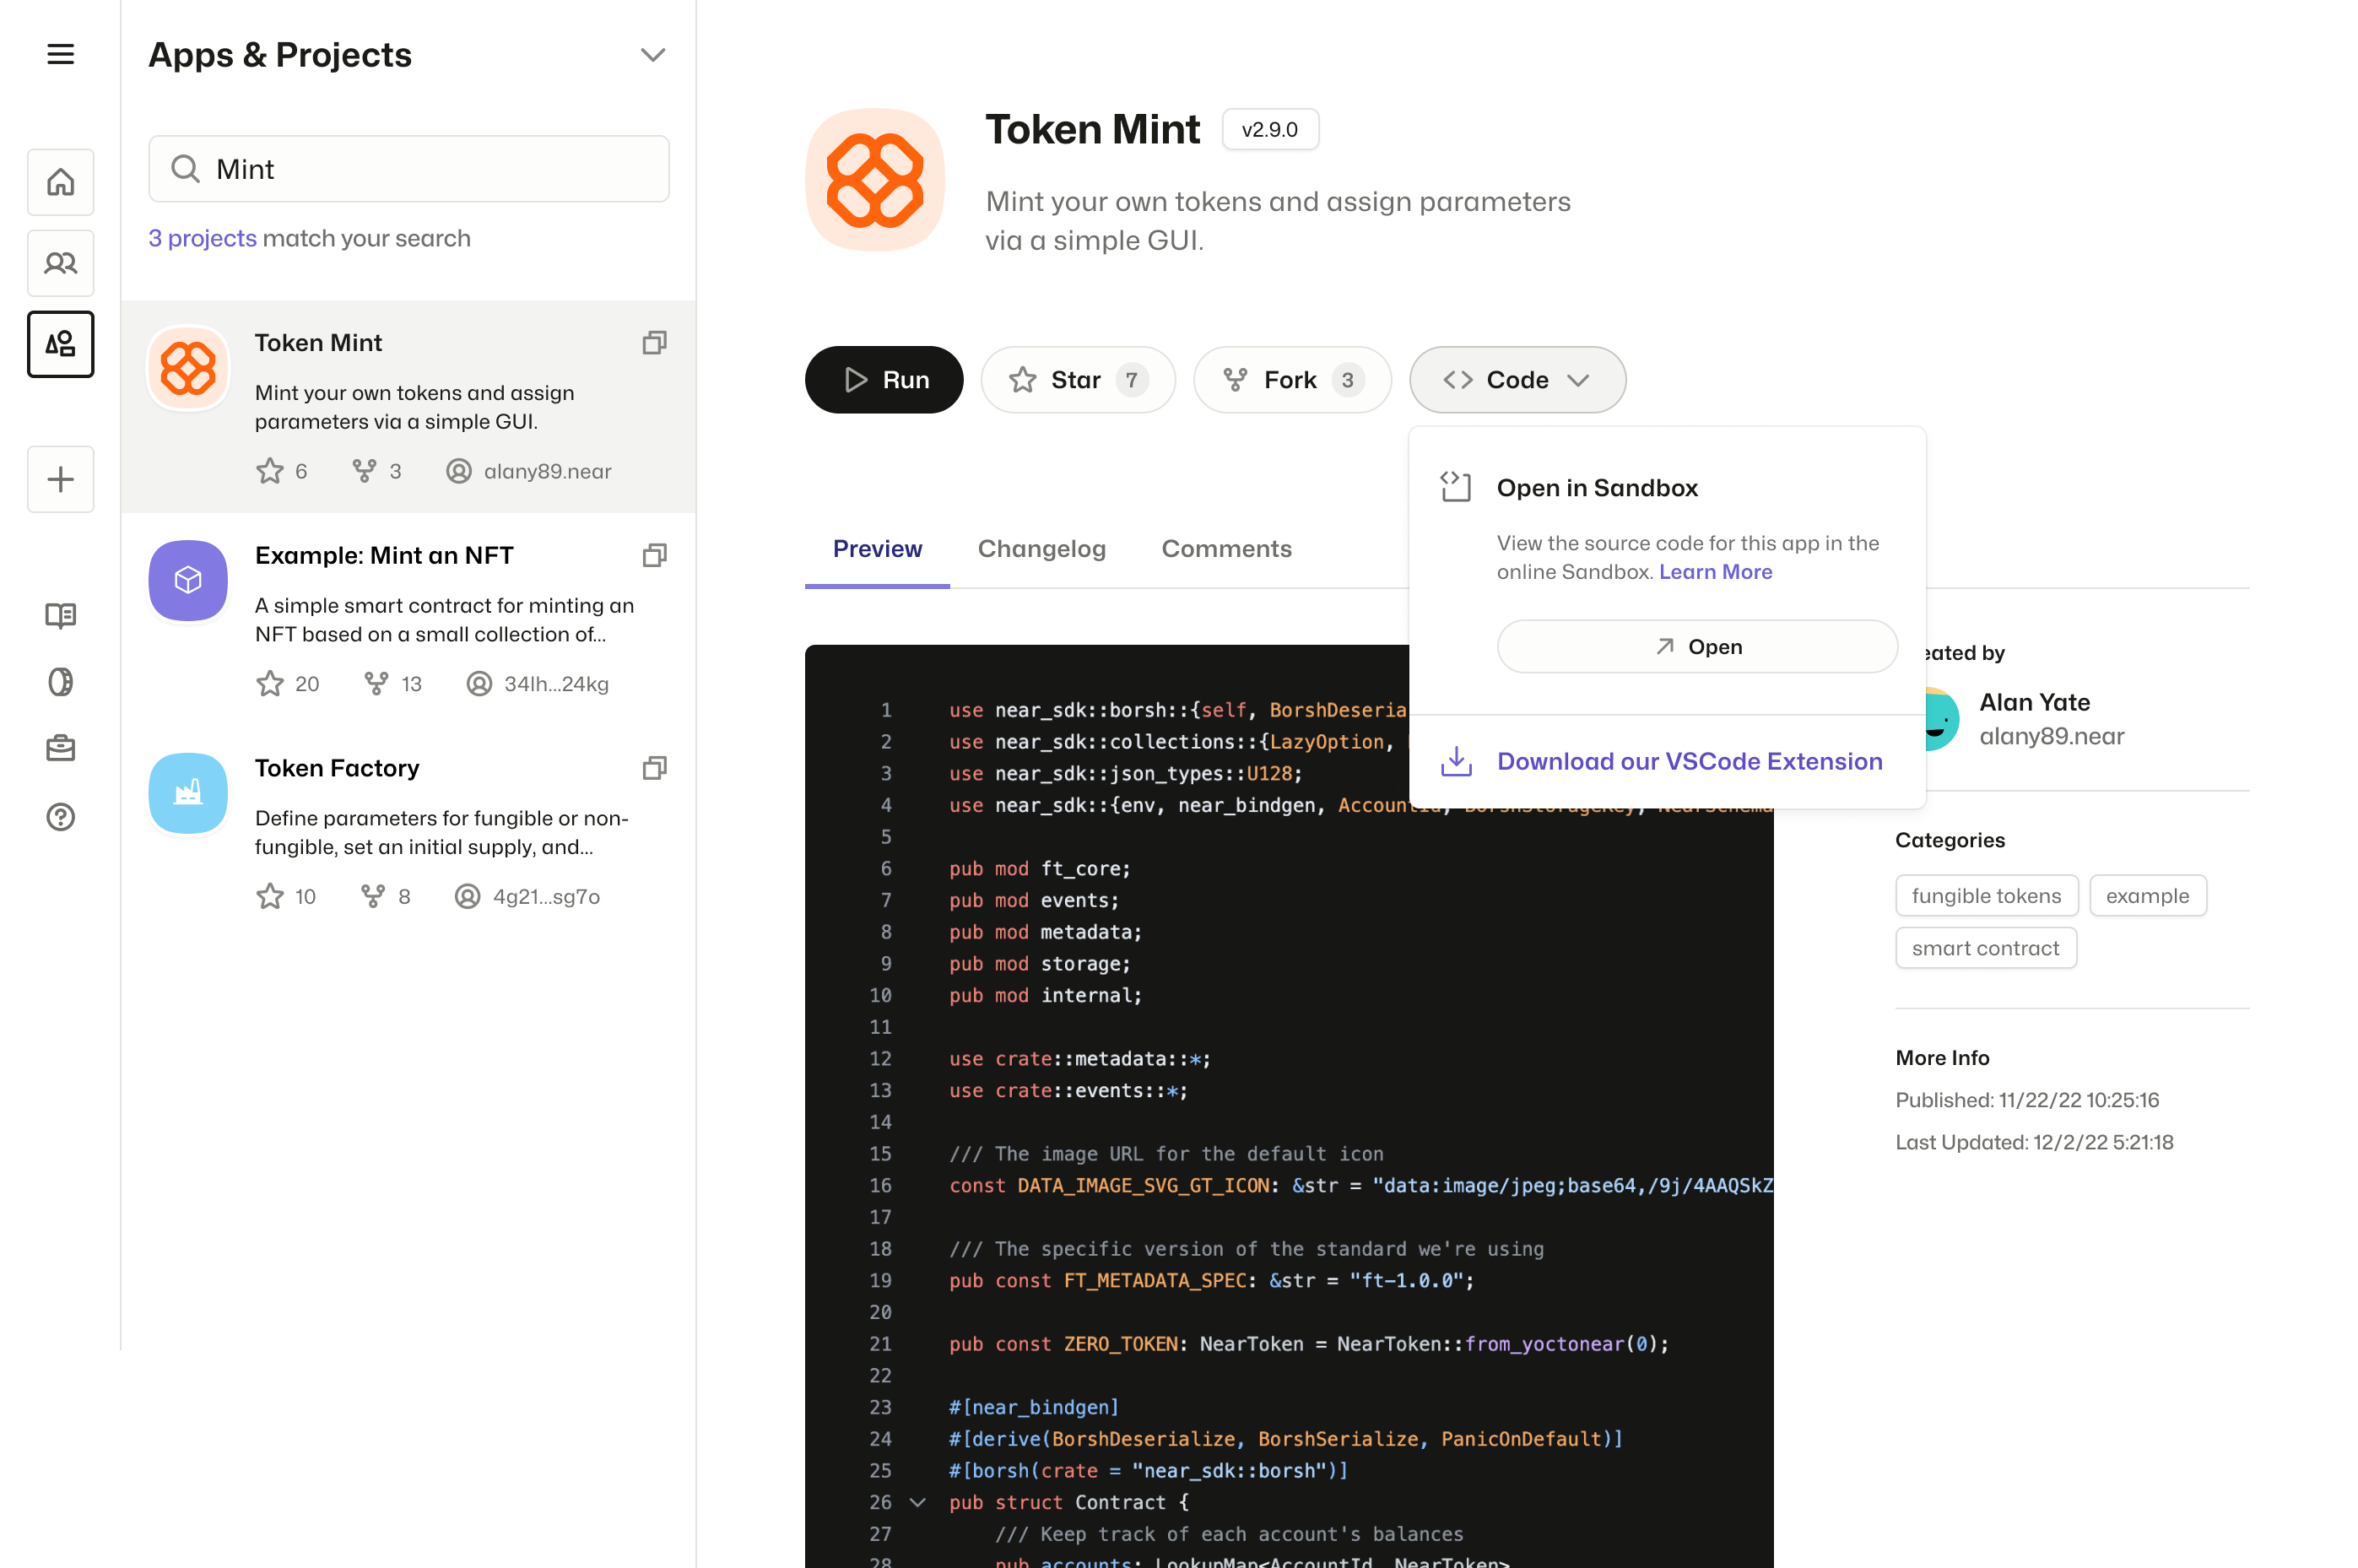 Apps & Projects
Mint
3 projects match your search
Token Mint
Mint your own tokens and assign
parameters via a simple GUI.
6 3 alany89.near
Example: Mint an NFT
A simple smart contract for minting an
NFT based on a small collection of...
20 13 34lh...24kg
Token Factory
Define parameters for fungible or non-
fungible, set an initial supply, and...
10 8 4g21...sg7o
Token Mint v2.9.0
Mint your own tokens and assign parameters
via a simple GUI.
Run Star 7 Fork 3 Code
Open in Sandbox
View the source code for this app in the
online Sandbox. Learn More
Open
Download our VSCode Extension
Preview Changelog Comments
1 use near_sdk::borsh::{self, BorshDeseria
2 use near_sdk::collections::{LazyOption,
3 use near_sdk::json_types::U128;
4 use near_sdk::{env, near_bindgen, AccountId, BorshStorageKey, NearSchema
5
6 pub mod ft_core;
7 pub mod events;
8 pub mod metadata;
9 pub mod storage;
10 pub mod internal;
11
12 use crate::metadata::*;
13 use crate::events::*;
14
15 /// The image URL for the default icon
16 const DATA_IMAGE_SVG_GT_ICON: &str = "data:image/jpeg;base64,/9j/4AAQSkZ
17
18 /// The specific version of the standard we're using
19 pub const FT_METADATA_SPEC: &str = "ft-1.0.0";
20
21 pub const ZERO_TOKEN: NearToken = NearToken::from_yoctonear(0);
22
23 #[near_bindgen]
24 #[derive(BorshDeserialize, BorshSerialize, PanicOnDefault)]
25 #[borsh(crate = "near_sdk::borsh")]
26 pub struct Contract {
27 /// Keep track of each account's balances
28 pub accounts: LookupMap<AccountId, NearToken>
eated by
Alan Yate
alany89.near
Categories
fungible tokens example
smart contract
More Info
Published: 11/22/22 10:25:16
Last Updated: 12/2/22 5:21:18